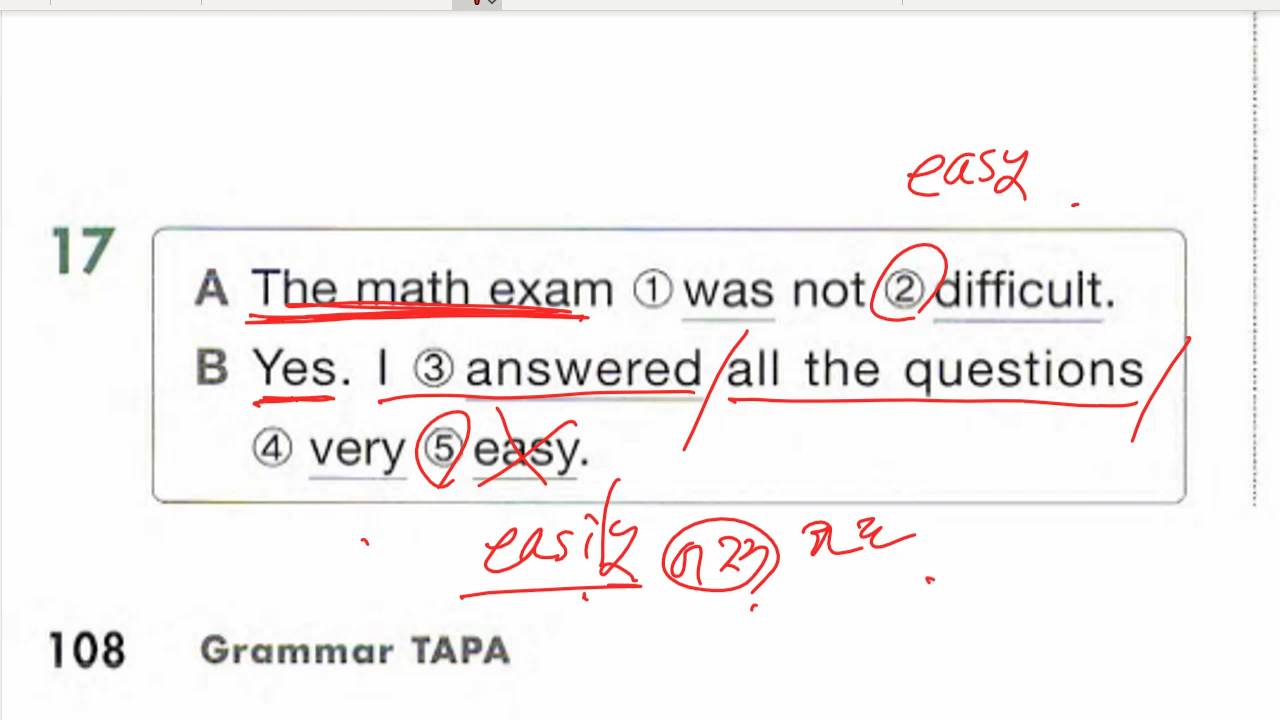 easy
17
A The math exam ① was not ② difficult.
B Yes. I ③ answered all the questions
④ very ⑤ easy.
easily
108 Grammar TAPA